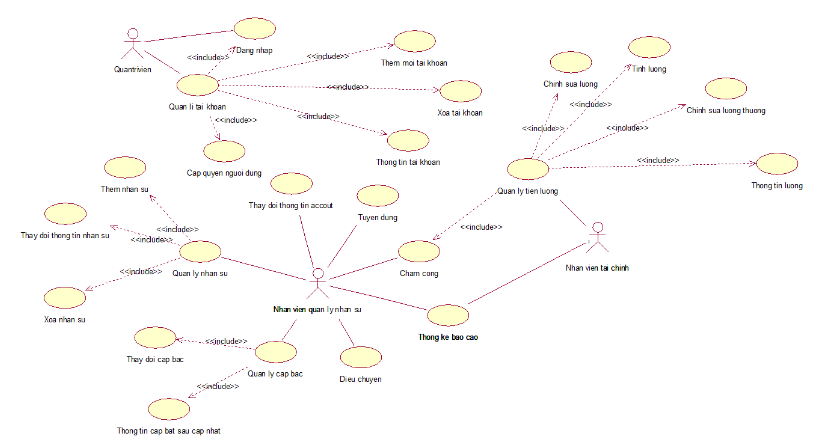 Dang nhap
<<include>>
<<include>>
Them moi tai khoan
Quantrivien
Quan li tai khoan
<<include>>
Xoa tai khoan
<<include>>
<<include>>
Thong tin tai khoan
Cap quyen nguoi dung
Chinh sua luong
Tinh luong
<<include>>
Chinh sua luong thuong
<<include>>
<<include>>
<<include>>
Thong tin luong
Quan ly tien luong
Them nhan su
Thay doi thong tin accout
Tuyen dung
<<include>>
Thay doi thong tin nhan su
<<include>>
<<include>>
Quan ly nhan su
<<include>>
Cham cong
Nhan vien tai chinh
Xoa nhan su
Nhan vien quan ly nhan su
Thong ke bao cao
<<include>>
Thay doi cap bac
Quan ly cap bac
Dieu chuyen
<<include>>
Thong tin cap bat sau cap nhat